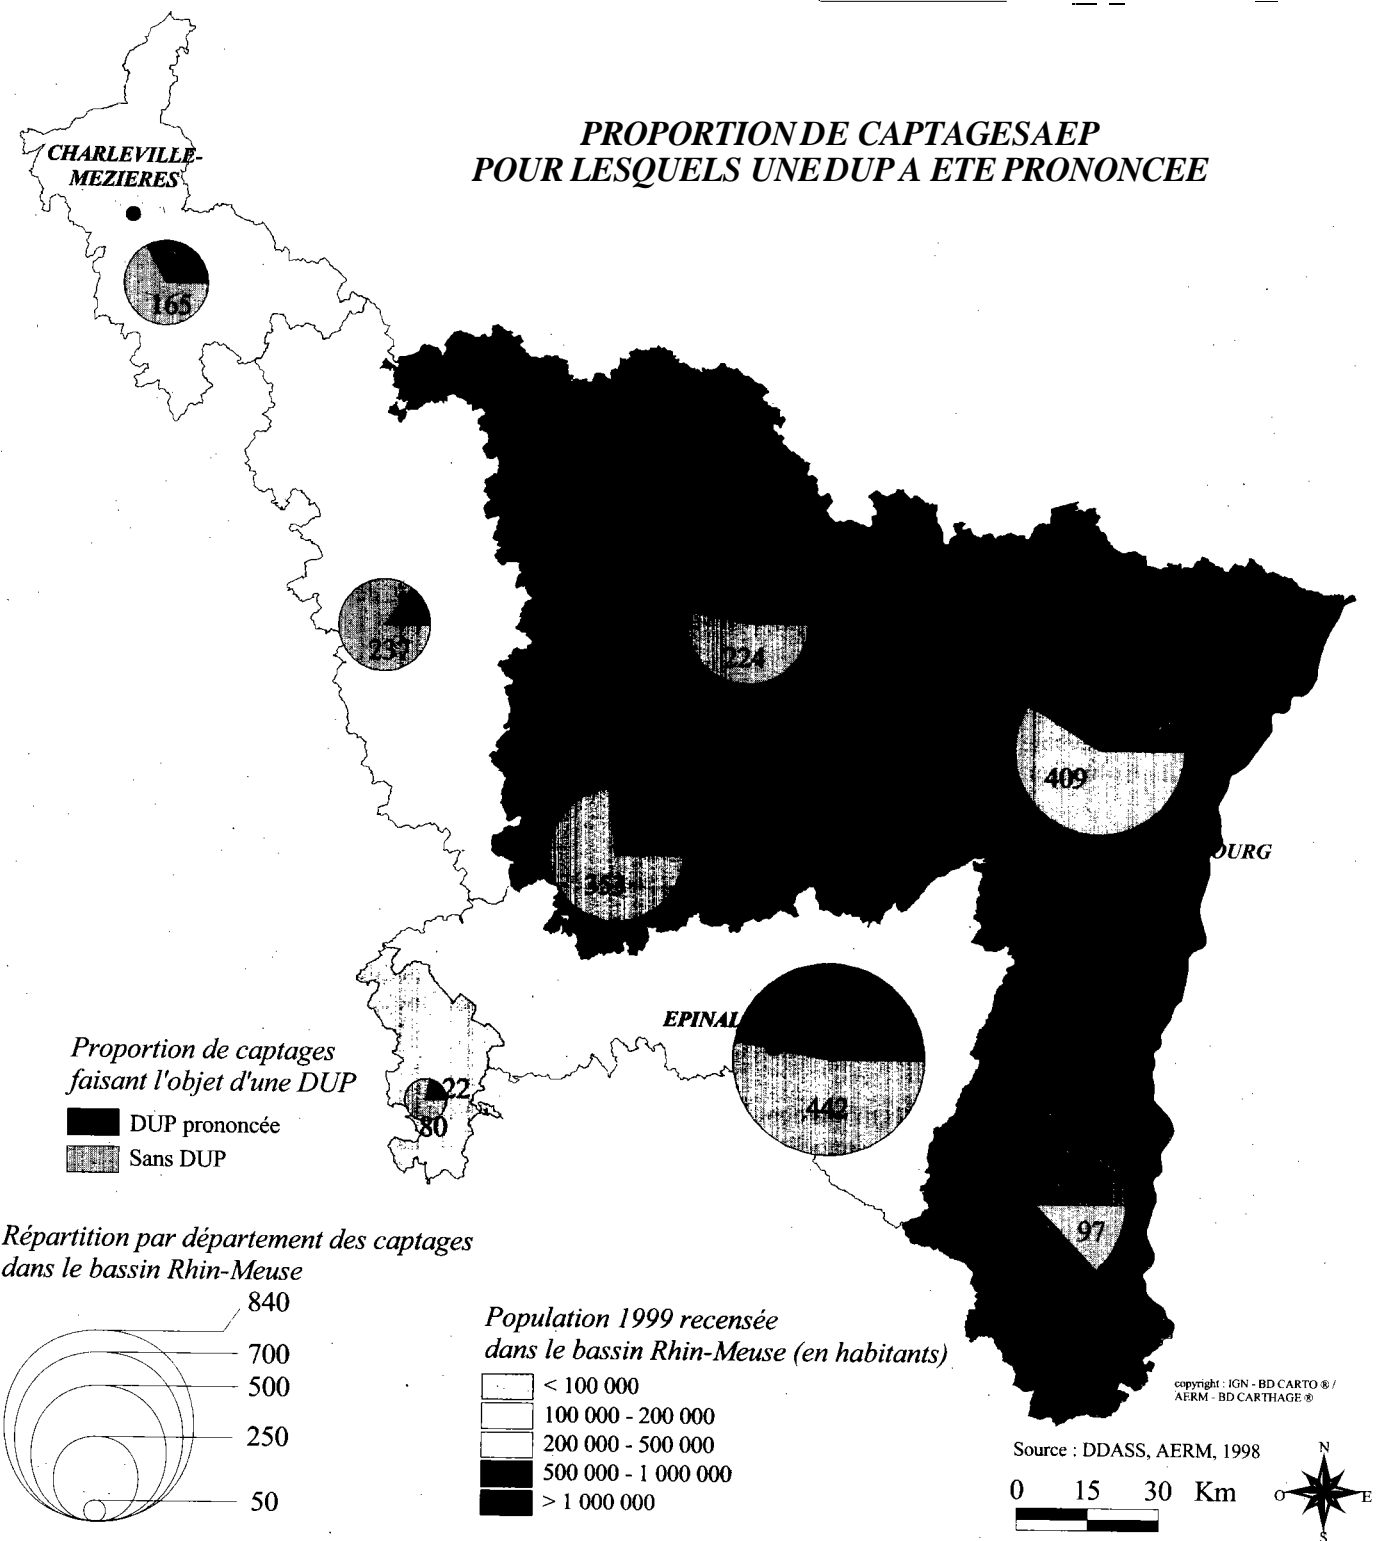 PROPORTION DE CAPTAGES AEP
POUR LESQUELS UNE DUP A ETE PRONONCEE
CHARLEVILLE-
MEZIERES
165
237
224
409
OURG
EPINAL
442
22
80
97
Proportion de captages
faisant l'objet d'une DUP
DUP prononcée
Sans DUP
Répartition par département des captages
dans le bassin Rhin-Meuse
840
700
500
250
50
Population 1999 recensée
dans le bassin Rhin-Meuse (en habitants)
< 100 000
100 000 - 200 000
200 000 - 500 000
500 000 - 1 000 000
> 1 000 000
copyright : IGN - BD CARTO ® /
AERM - BD CARTHAGE ®
Source : DDASS, AERM, 1998
0 15 30 Km
N
O E
S